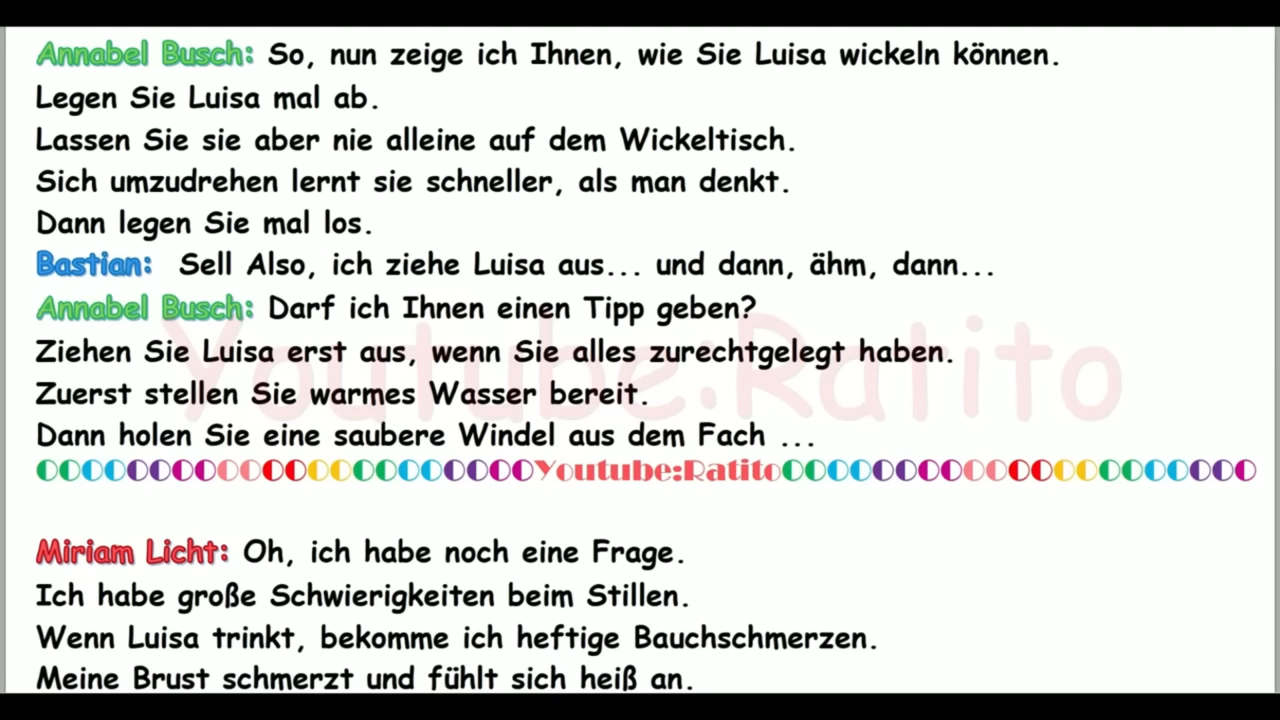 Annabel Busch: So, nun zeige ich Ihnen, wie Sie Luisa wickeln können.
Legen Sie Luisa mal ab.
Lassen Sie sie aber nie alleine auf dem Wickeltisch.
Sich umzudrehen lernt sie schneller, als man denkt.
Dann legen Sie mal los.
Bastian: Sell Also, ich ziehe Luisa aus... und dann, ähm, dann...
Annabel Busch: Darf ich Ihnen einen Tipp geben?
Youtube:Ratito
Ziehen Sie Luisa erst aus, wenn Sie alles zurechtgelegt haben.
Zuerst stellen Sie warmes Wasser bereit.
Dann holen Sie eine saubere Windel aus dem Fach ...
Youtube:Ratito
Miriam Licht: Oh, ich habe noch eine Frage.
Ich habe große Schwierigkeiten beim Stillen.
Wenn Luisa trinkt, bekomme ich heftige Bauchschmerzen.
Meine Brust schmerzt und fühlt sich heiß an.